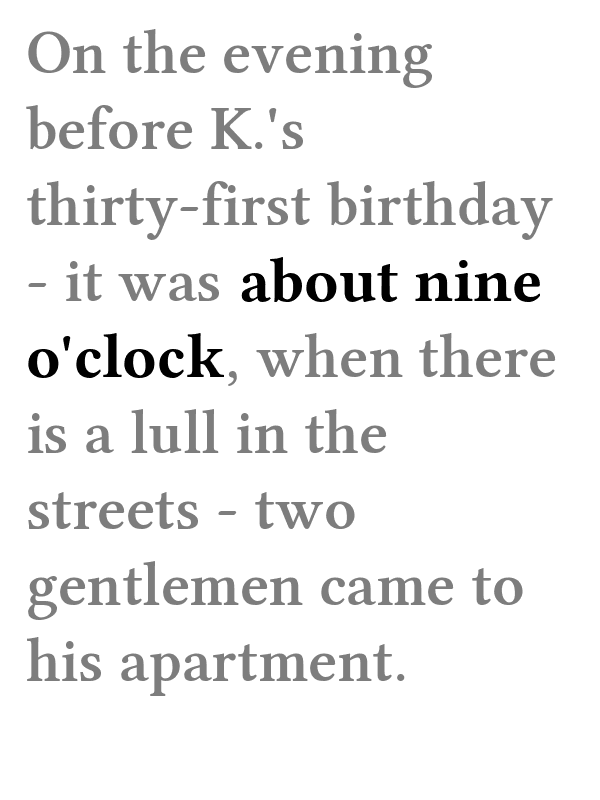 On the evening
before K.'s
thirty-first birthday
- it was about nine
o'clock, when there
is a lull in the
streets - two
gentlemen came to
his apartment.